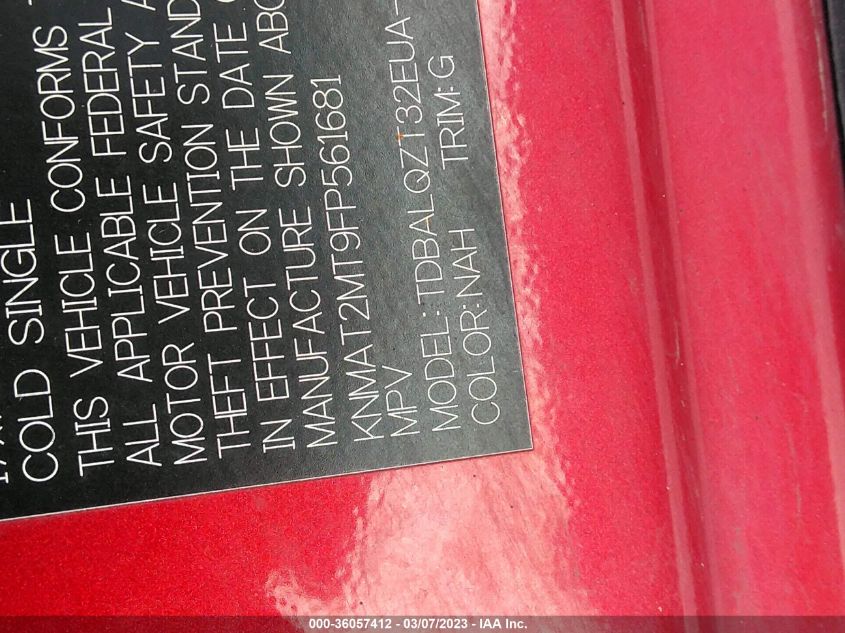 COLD SINGLE
THIS VEHICLE CONFORMS
ALL APPLICABLE FEDERAL
MOTOR VEHICLE SAFETY A
THEFT PREVENTION STAND
IN EFFECT ON THE DATE
MANUFACTURE SHOWN ABO
KNMAT2MT9FP561681
MPV
MODEL:TDBALQZT32EUA-
COLOR:NAH TRIM:G
000-36057412 - 03/07/2023 - IAA Inc.